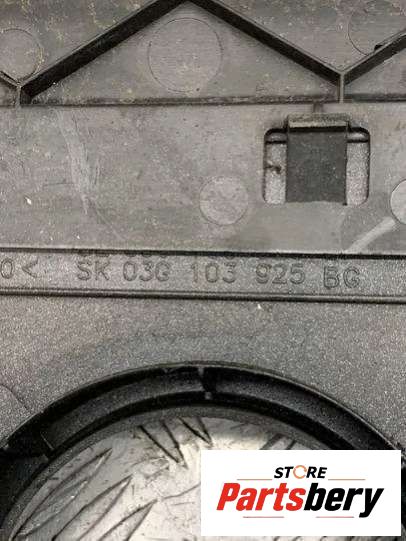 0< SK 03G 103 925 BG
STORE
Partsbery